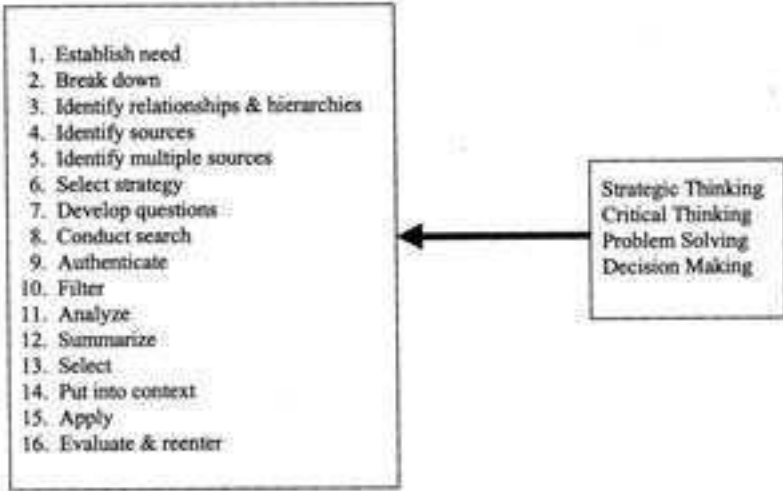 1. Establish need
2. Break down
3. Identify relationships & hierarchies
4. Identify sources
5. Identify multiple sources
6. Select strategy
7. Develop questions
8. Conduct search
9. Authenticate
10. Filter
11. Analyze
12. Summarize
13. Select
14. Put into context
15. Apply
16. Evaluate & reenter
Strategic Thinking
Critical Thinking
Problem Solving
Decision Making